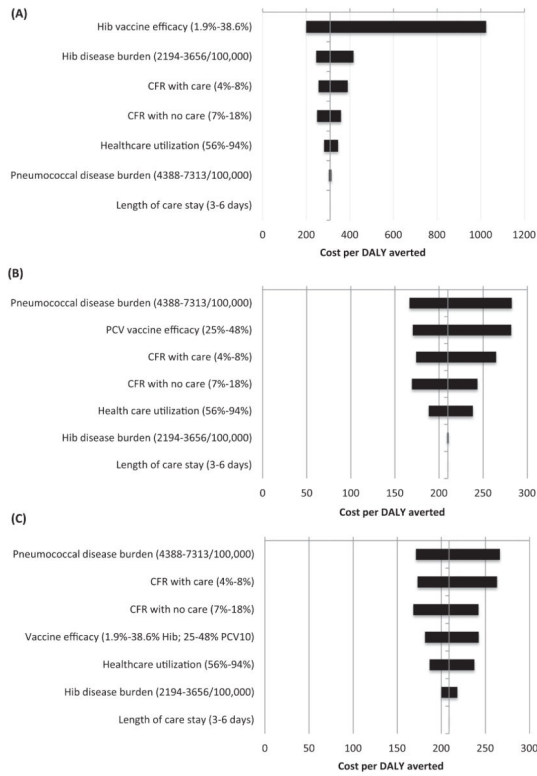 (A)
Hib vaccine efficacy (1.9%-38.6%)
Hib disease burden (2194-3656/100,000)
CFR with care (4%-8%)
CFR with no care (7%-18%)
Healthcare utilization (56%-94%)
Pneumococcal disease burden (4388-7313/100,000)
Length of care stay (3-6 days)
0 200 400 600 800 1000 1200
Cost per DALY averted
(B)
Pneumococcal disease burden (4388-7313/100,000)
PCV vaccine efficacy (25%-48%)
CFR with care (4%-8%)
CFR with no care (7%-18%)
Health care utilization (56%-94%)
Hib disease burden (2194-3656/100,000)
Length of care stay (3-6 days)
0 50 100 150 200 250 300
Cost per DALY averted
(C)
Pneumococcal disease burden (4388-7313/100,000)
CFR with care (4%-8%)
CFR with no care (7%-18%)
Vaccine efficacy (1.9%-38.6% Hib; 25-48% PCV10)
Healthcare utilization (56%-94%)
Hib disease burden (2194-3656/100,000)
Length of care stay (3-6 days)
0 50 100 150 200 250 300
Cost per DALY averted